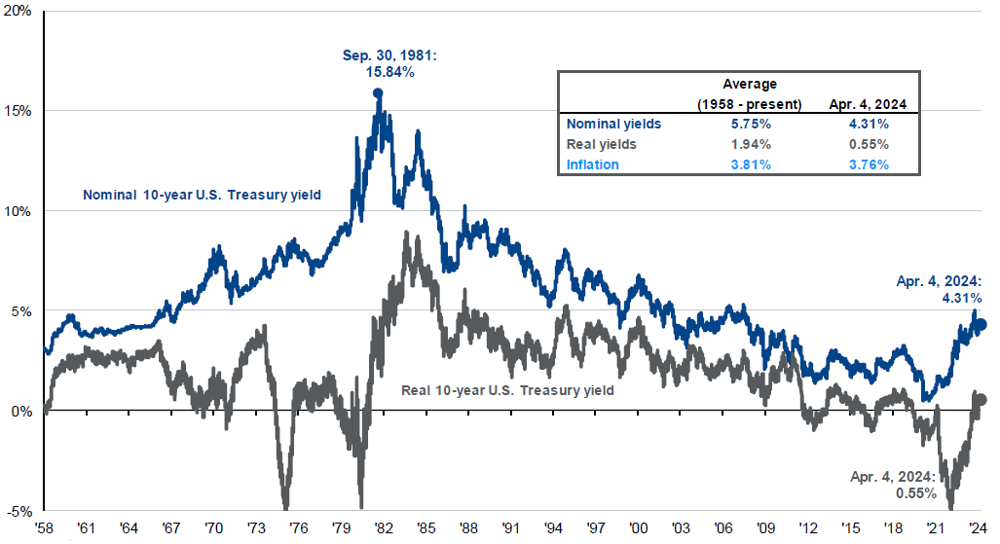 20%
Sep. 30, 1981:
15.84%
Average
(1958 - present) Apr. 4, 2024
Nominal yields 5.75% 4.31%
Real yields 1.94% 0.55%
Inflation 3.81% 3.76%
15%
Nominal 10-year U.S. Treasury yield
10%
Apr. 4, 2024:
4.31%
5%
Real 10-year U.S. Treasury yield
0%
Apr. 4, 2024:
0.55%
-5%
'58 '61 '64 '67 '70 '73 '76 '79 '82 '85 '88 '91 '94 '97 '00 '03 '06 '09 '12 '15 '18 '21 '24